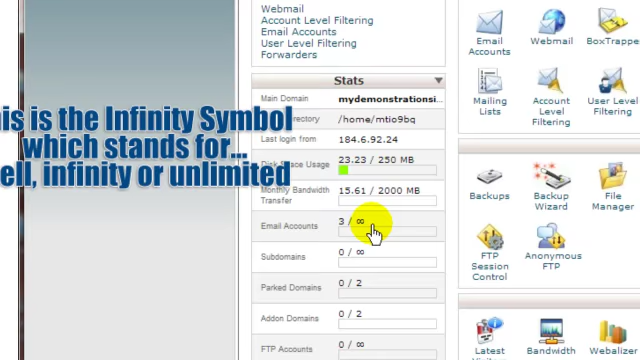 Webmail
Account Level Filtering
Email Accounts
User Level Filtering
Forwarders
Stats
Main Domain mydemonstrationsi...
/home/mtio9bq
Last login from 184.6.92.24
is is the Infinity Symbol
which stands for...
ell, infinity or unlimited
Disk Space Usage 23.23 / 250 MB
Monthly Bandwidth Transfer 15.61 / 2000 MB
Email Accounts 3 / ∞
Subdomains 0 / ∞
Parked Domains 0 / 2
Addon Domains 0 / 2
FTP Accounts 0 / ∞
Email Accounts
Webmail
BoxTrapper
Mailing Lists
Account Level Filtering
User Level Filtering
Backups
Backup Wizard
File Manager
FTP Session Control
Anonymous FTP
Latest
Bandwidth
Webalizer